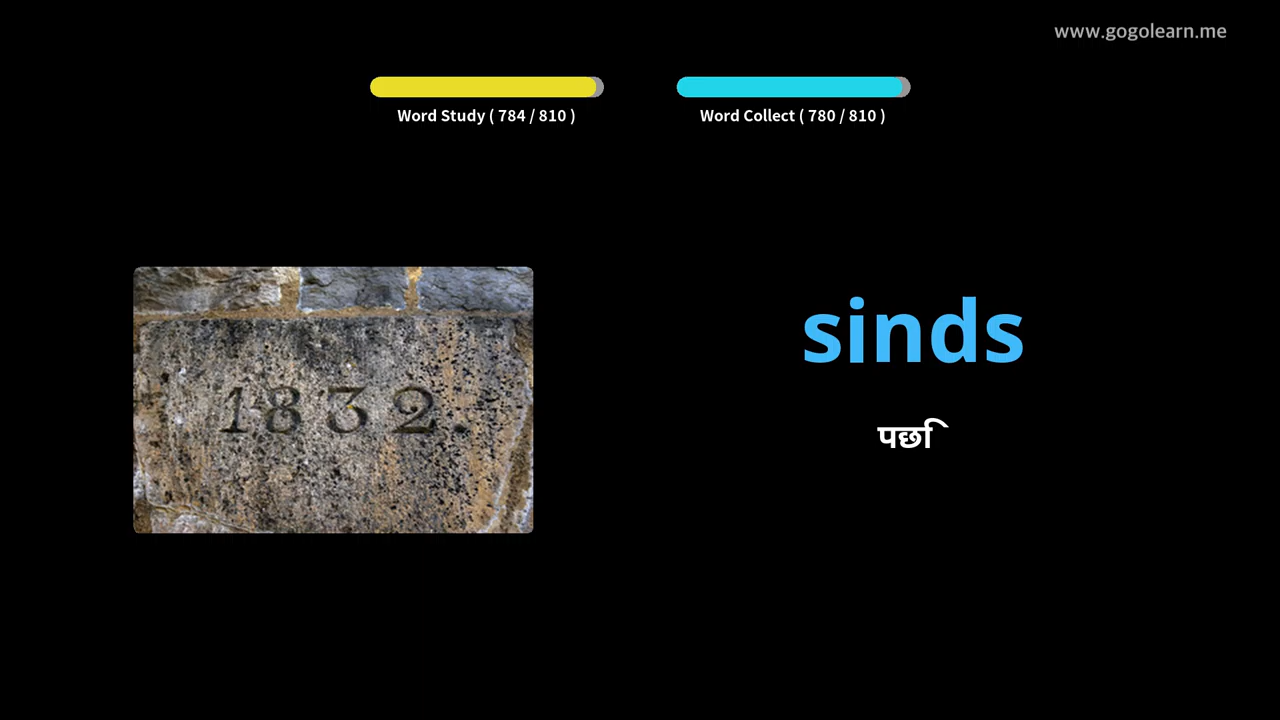 www.gogolearn.me
Word Study ( 784 / 810 )
Word Collect ( 780 / 810 )
1832.
sinds
पछि